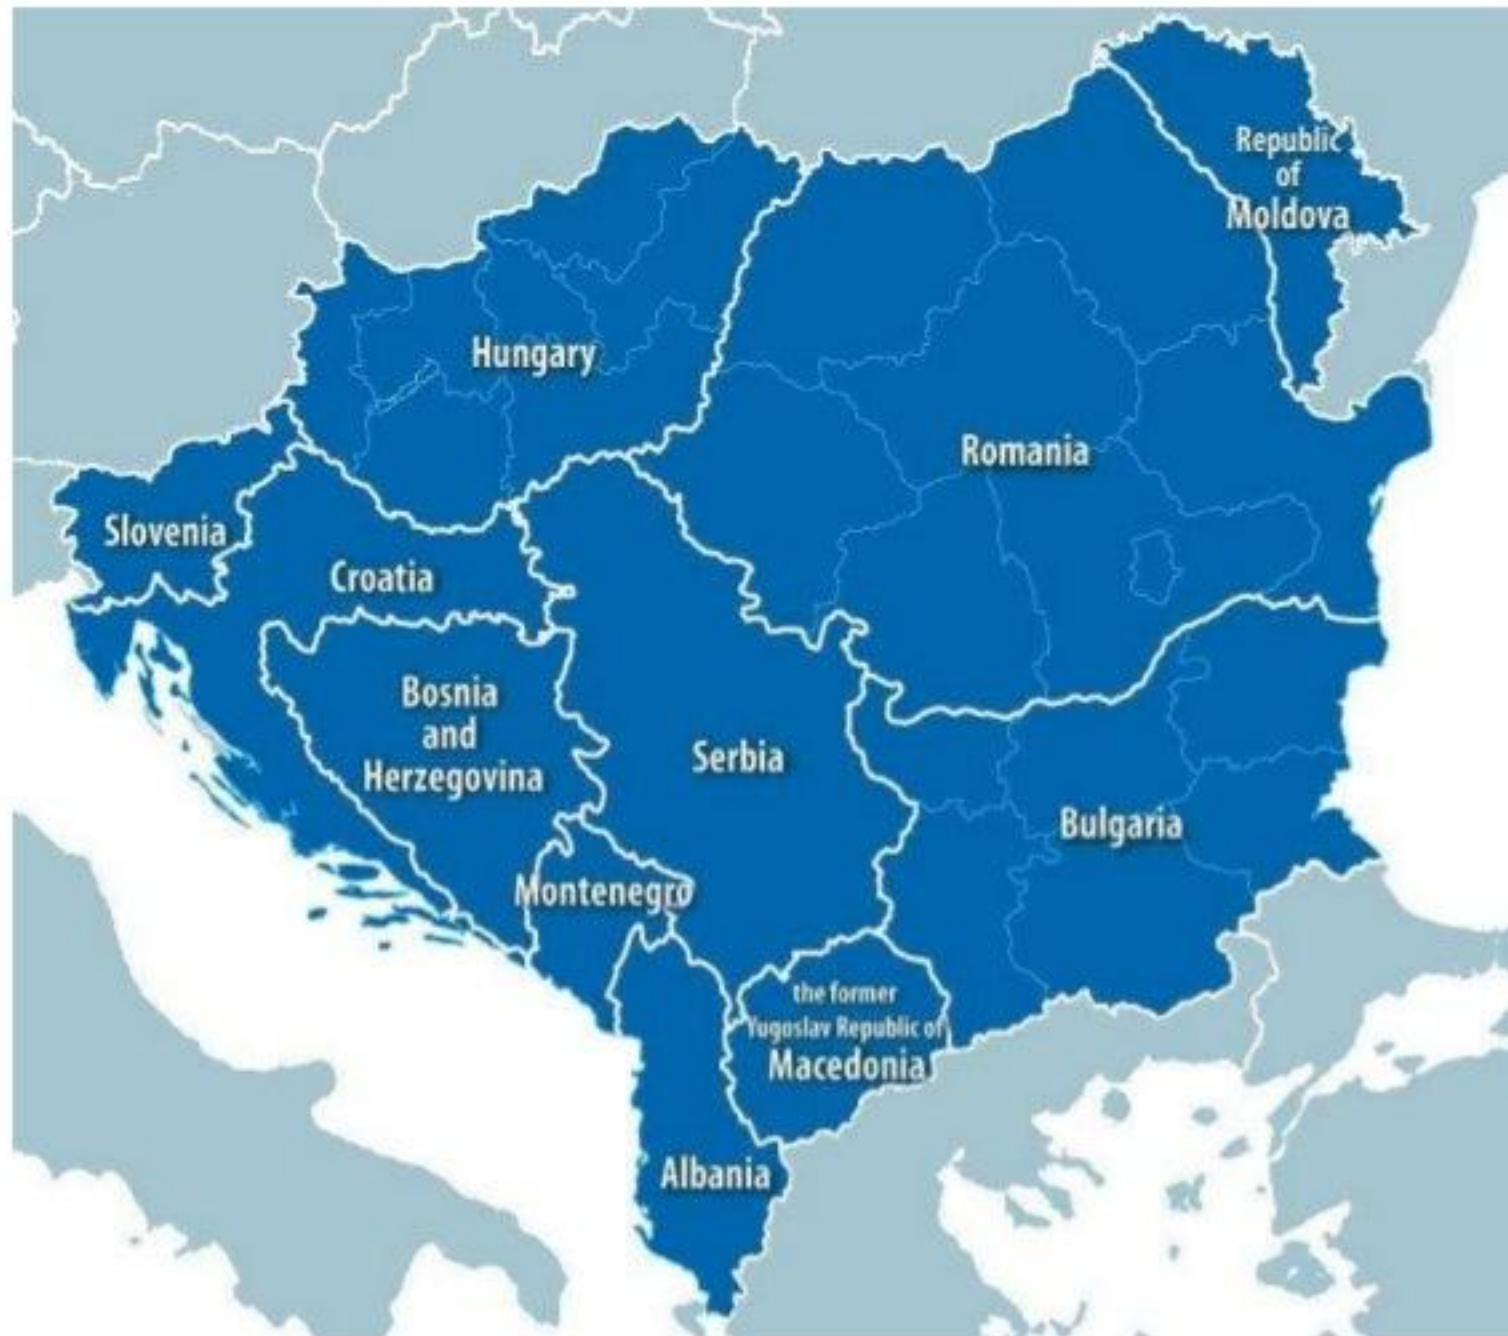 Republic
of
Moldova
Hungary
Romania
Slovenia
Croatia
Bosnia
and
Herzegovina
Serbia
Bulgaria
Montenegro
the former
Yugoslav Republic of
Macedonia
Albania